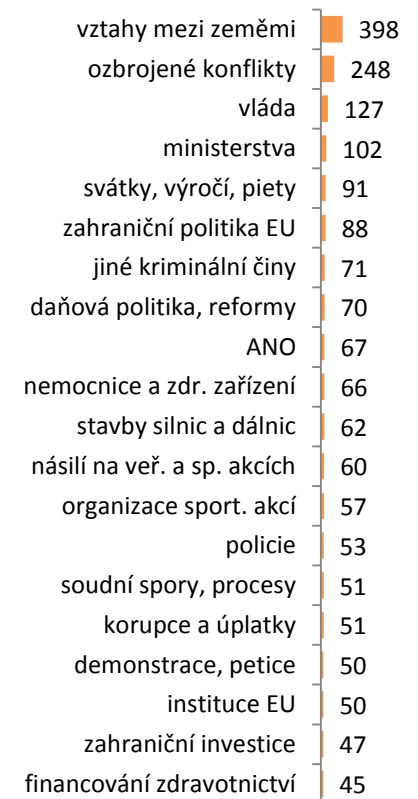 vztahy mezi zeměmi 398
ozbrojené konflikty 248
vláda 127
ministerstva 102
svátky, výročí, piety 91
zahraniční politika EU 88
jiné kriminální činy 71
daňová politika, reformy 70
ANO 67
nemocnice a zdr. zařízení 66
stavby silnic a dálnic 62
násilí na veř. a sp. akcích 60
organizace sport. akcí 57
policie 53
soudní spory, procesy 51
korupce a úplatky 51
demonstrace, petice 50
instituce EU 50
zahraniční investice 47
financování zdravotnictví 45